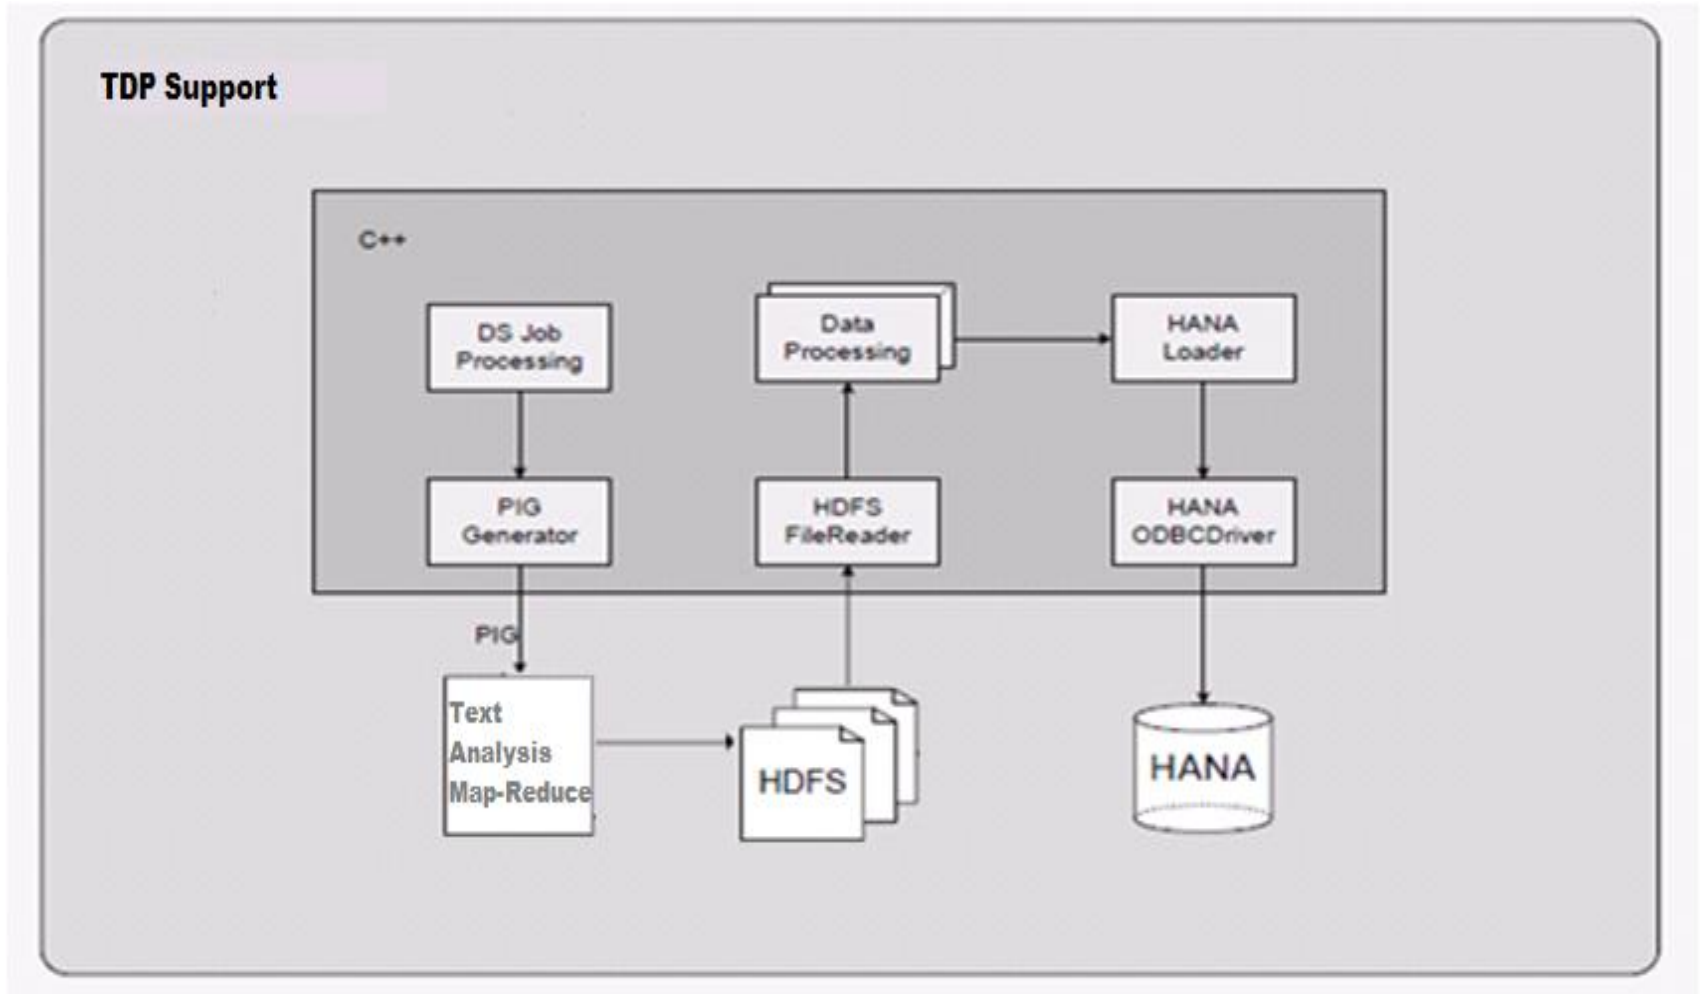 TDP Support
C++
DS Job
Processing
Data
Processing
HANA
Loader
PIG
Generator
HDFS
FileReader
HANA
ODBCDriver
PIG
Text
Analysis
Map-Reduce
HDFS
HANA